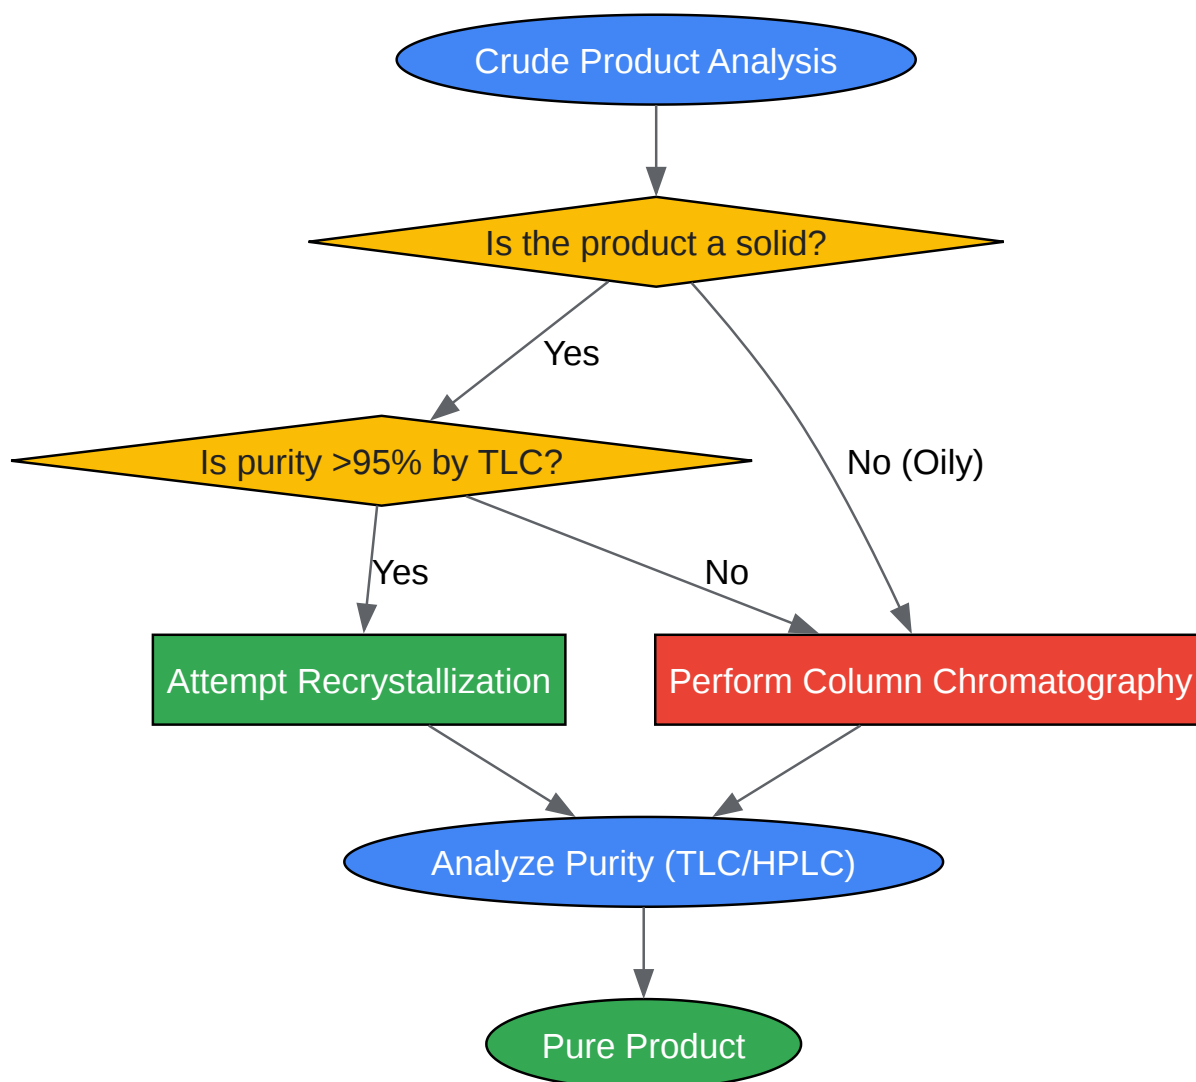 Crude Product Analysis
Is the product a solid?
Yes
Is purity >95% by TLC?
No (Oily)
Yes
No
Attempt Recrystallization
Perform Column Chromatography
Analyze Purity (TLC/HPLC)
Pure Product